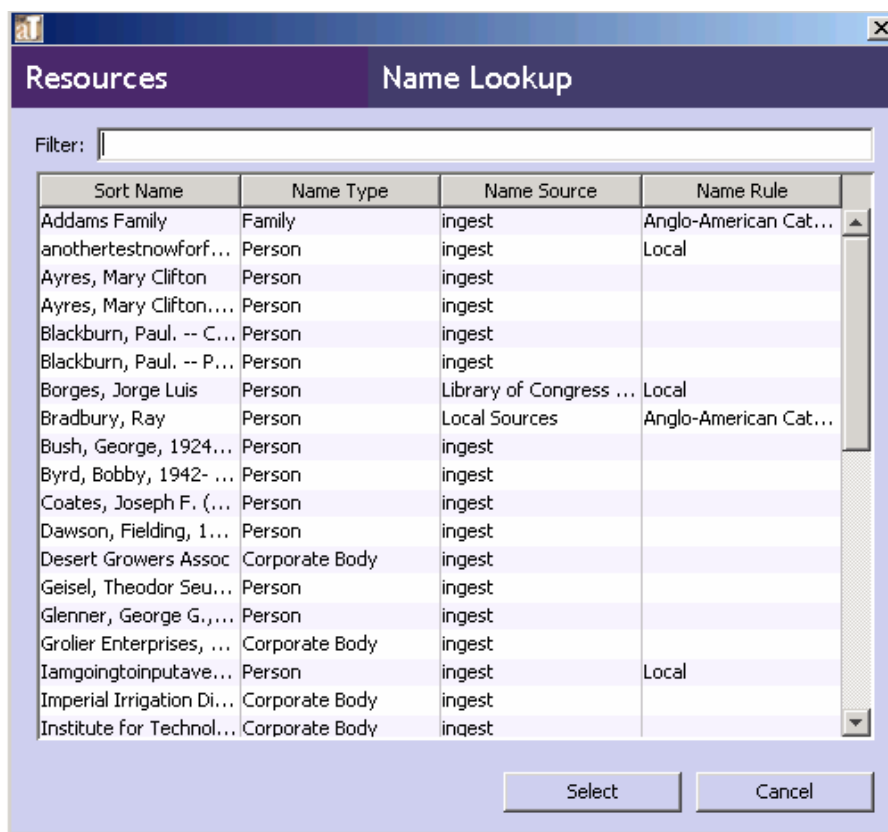 aT
Resources Name Lookup
Filter:
Sort Name Name Type Name Source Name Rule
Addams Family Family ingest Anglo-American Cat...
anothertestnowforf... Person ingest Local
Ayres, Mary Clifton Person ingest
Ayres, Mary Clifton.... Person ingest
Blackburn, Paul. -- C... Person ingest
Blackburn, Paul. -- P... Person ingest
Borges, Jorge Luis Person Library of Congress ... Local
Bradbury, Ray Person Local Sources Anglo-American Cat...
Bush, George, 1924... Person ingest
Byrd, Bobby, 1942- ... Person ingest
Coates, Joseph F. (... Person ingest
Dawson, Fielding, 1... Person ingest
Desert Growers Assoc Corporate Body ingest
Geisel, Theodor Seu... Person ingest
Glenner, George G.,... Person ingest
Grolier Enterprises, ... Corporate Body ingest
Iamgoingtoinputave... Person ingest Local
Imperial Irrigation Di... Corporate Body ingest
Institute for Technol... Corporate Body ingest
Select Cancel